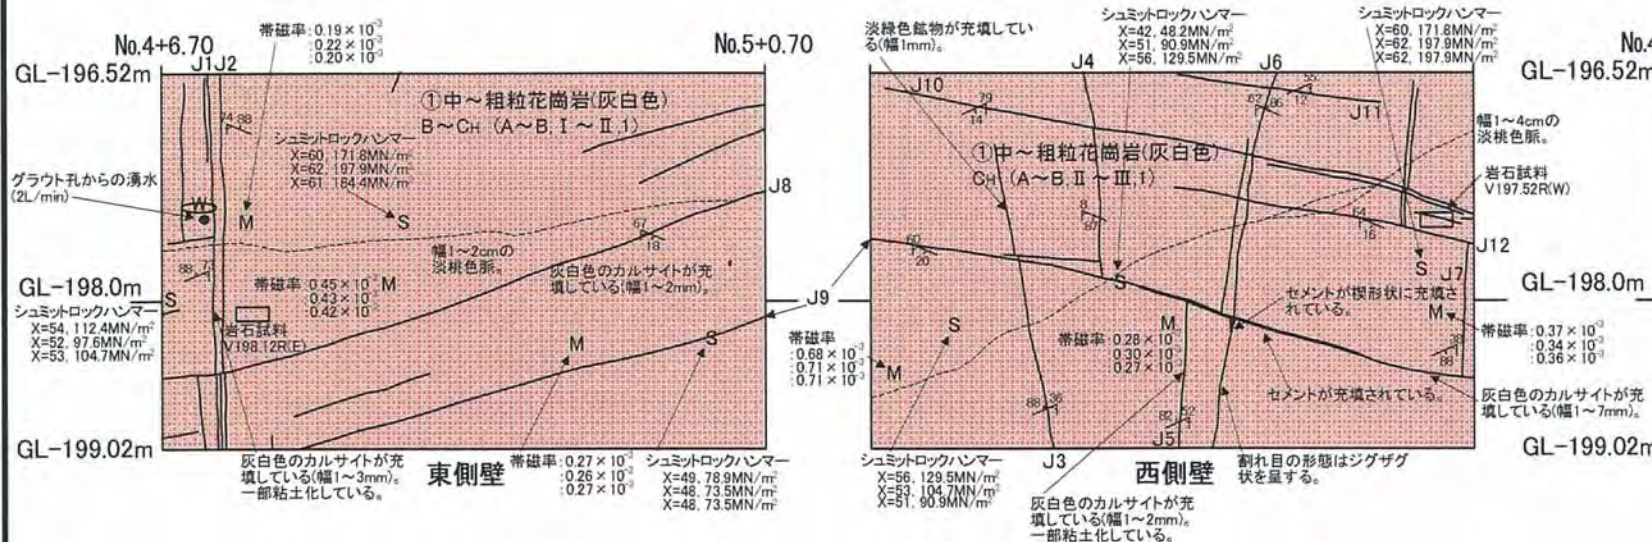 No.4+6.70
J1J2
帯磁率:0.19×10⁻³
:0.22×10⁻³
:0.20×10⁻³
No.5+0.70
GL-196.52m
74
88
①中～粗粒花崗岩(灰白色)
B～CH (A～B, Ⅰ～Ⅱ,1)
シュミットロックハンマー
X=60, 171.8MN/m²
X=62, 197.9MN/m²
X=61, 184.4MN/m²
グラウト孔からの湧水
(2L/min)
W
M
S
J8
67
18
幅1～2cmの
淡桃色脈。
灰白色のカルサイトが充
填している(幅1～2mm)。
88
帯磁率:0.45×10⁻³
:0.43×10⁻³
:0.42×10⁻³
M
GL-198.0m
S
シュミットロックハンマー
X=54, 112.4MN/m²
X=52, 97.6MN/m²
X=53, 104.7MN/m²
岩石試料
V198.12R(E)
J9
M
S
GL-199.02m
灰白色のカルサイトが充
填している(幅1～3mm)。
一部粘土化している。
東側壁
帯磁率:0.27×10⁻³
:0.26×10⁻³
:0.27×10⁻³
シュミットロックハンマー
X=49, 78.9MN/m²
X=48, 73.5MN/m²
X=48, 73.5MN/m²
淡緑色鉱物が充填してい
る(幅1mm)。
シュミットロックハンマー
X=42, 48.2MN/m²
X=51, 90.9MN/m²
X=56, 129.5MN/m²
シュミットロックハンマー
X=60, 171.8MN/m²
X=62, 197.9MN/m²
X=62, 197.9MN/m²
No.4
GL-196.52m
J4
J6
J10
79
14
62
86
55
12
J11
幅1～4cmの
淡桃色脈。
①中～粗粒花崗岩(灰白色)
CH (A～B, Ⅱ～Ⅲ,1)
岩石試料
V197.52R(W)
8
87
64
16
J12
60
20
S
S
J7
GL-198.0m
セメントが楔形状に充填さ
れている。
S
M
帯磁率:0.28×10⁻³
:0.30×10⁻³
:0.27×10⁻³
M
帯磁率:0.37×10⁻³
:0.34×10⁻³
:0.36×10⁻³
帯磁率
:0.68×10⁻³
:0.71×10⁻³
:0.71×10⁻³
M
88
セメントが充填されている。
灰白色のカルサイトが充
填している(幅1～7mm)。
88
36
82
52
J5
GL-199.02m
J3
シュミットロックハンマー
X=56, 129.5MN/m²
X=53, 104.7MN/m²
X=51, 90.9MN/m²
西側壁
割れ目の形態はジグザグ
状を呈する。
灰白色のカルサイトが充
填している(幅1～2mm)。
一部粘土化している。